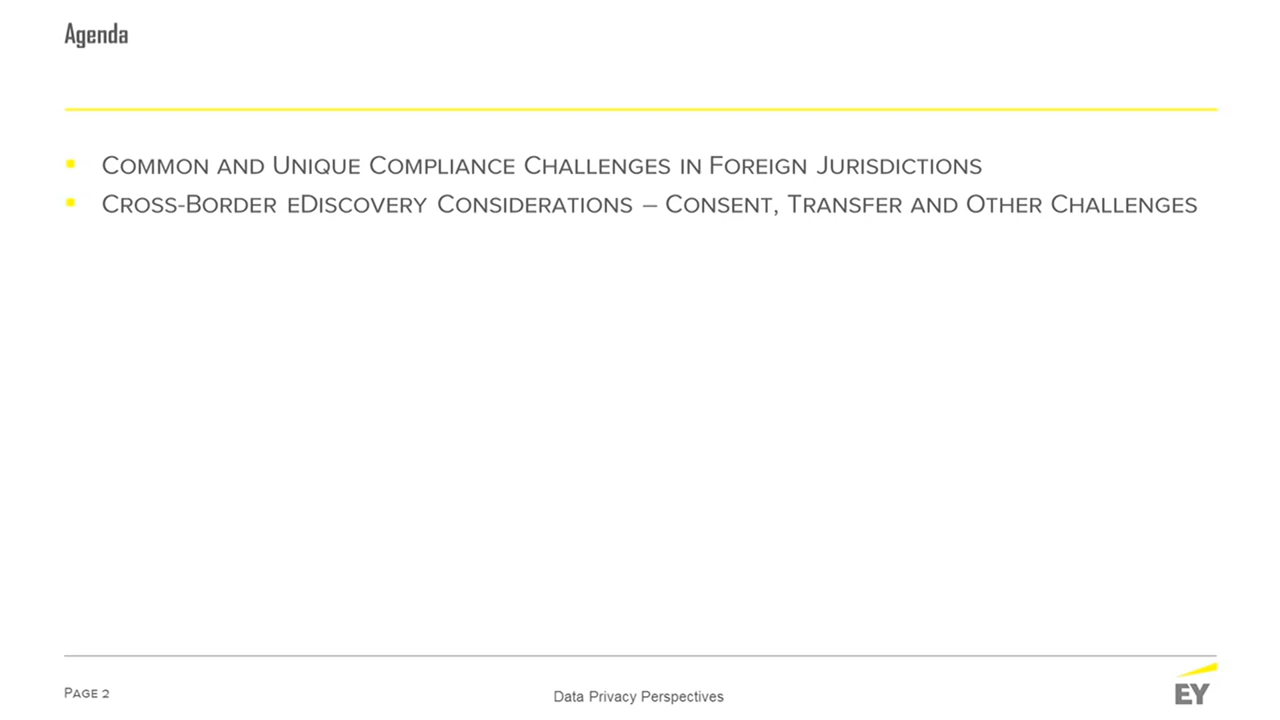 Agenda
Common and Unique Compliance Challenges in Foreign Jurisdictions
Cross-Border eDiscovery Considerations – Consent, Transfer and Other Challenges
Page 2
Data Privacy Perspectives
EY